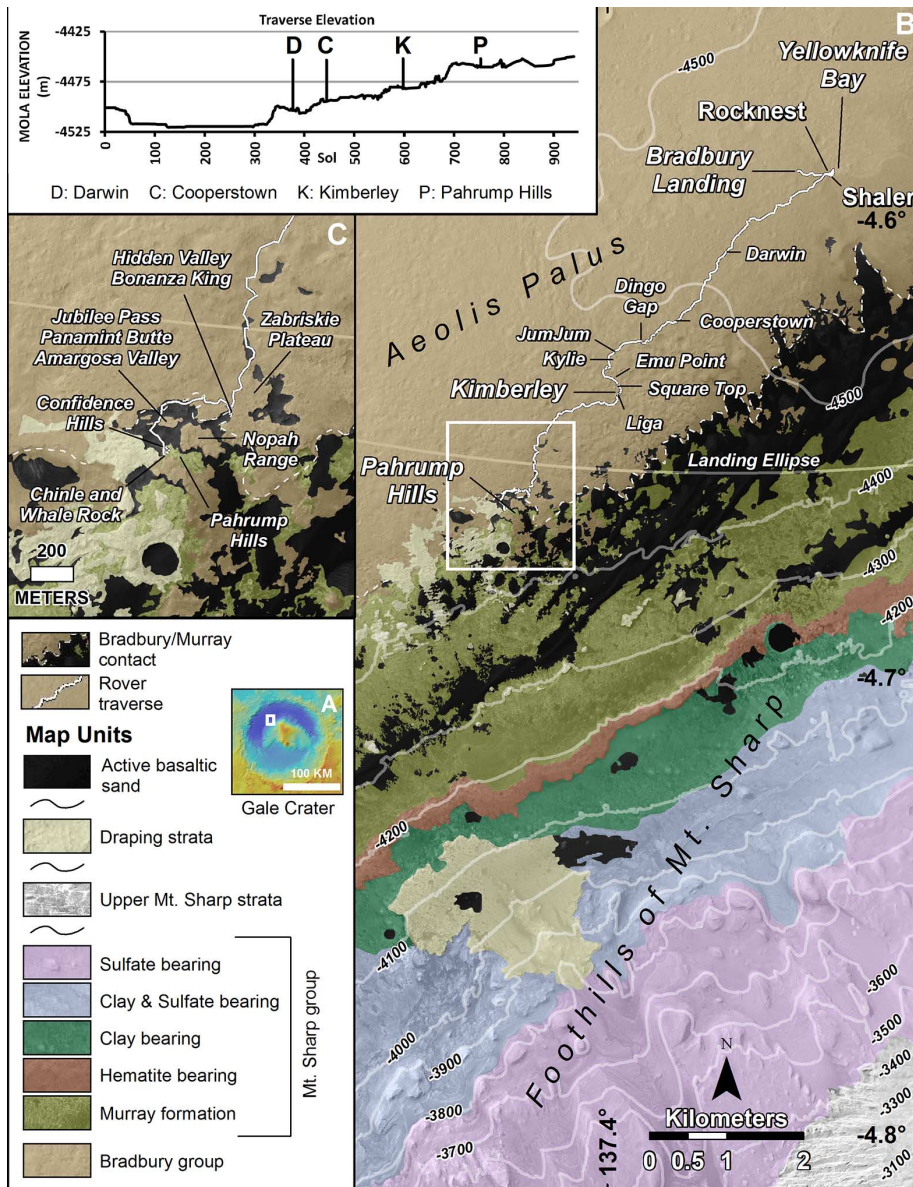 Traverse Elevation
-4425
-4475
-4525
MOLA ELEVATION
(m)
D
C
K
P
0
100
200
300
400
500
600
700
800
900
Sol
D: Darwin
C: Cooperstown
K: Kimberley
P: Pahrump Hills
B
-4500
Yellowknife
Bay
Rocknest
Bradbury
Landing
Shaler
-4.6°
Aeolis Palus
Darwin
Dingo
Gap
Cooperstown
JumJum
Kylie
Emu Point
Kimberley
Square Top
Liga
-4500
Landing Ellipse
Pahrump
Hills
-4400
-4300
-4200
-4.7°
Foothills of Mt. Sharp
-4200
-4100
-4000
-3900
-3800
-3700
-3600
-3500
-3400
-3300
-3100
N
Kilometers
0 0.5 1 2
137.4°
-4.8°
C
Hidden Valley
Bonanza King
Jubilee Pass
Panamint Butte
Amargosa Valley
Zabriskie
Plateau
Confidence
Hills
Nopah
Range
Chinle and
Whale Rock
Pahrump
Hills
200
METERS
Bradbury/Murray
contact
Rover
traverse
Map Units
A
100 KM
Gale Crater
Active basaltic
sand
Draping strata
Upper Mt. Sharp strata
Sulfate bearing
Clay & Sulfate bearing
Clay bearing
Hematite bearing
Murray formation
Mt. Sharp group
Bradbury group